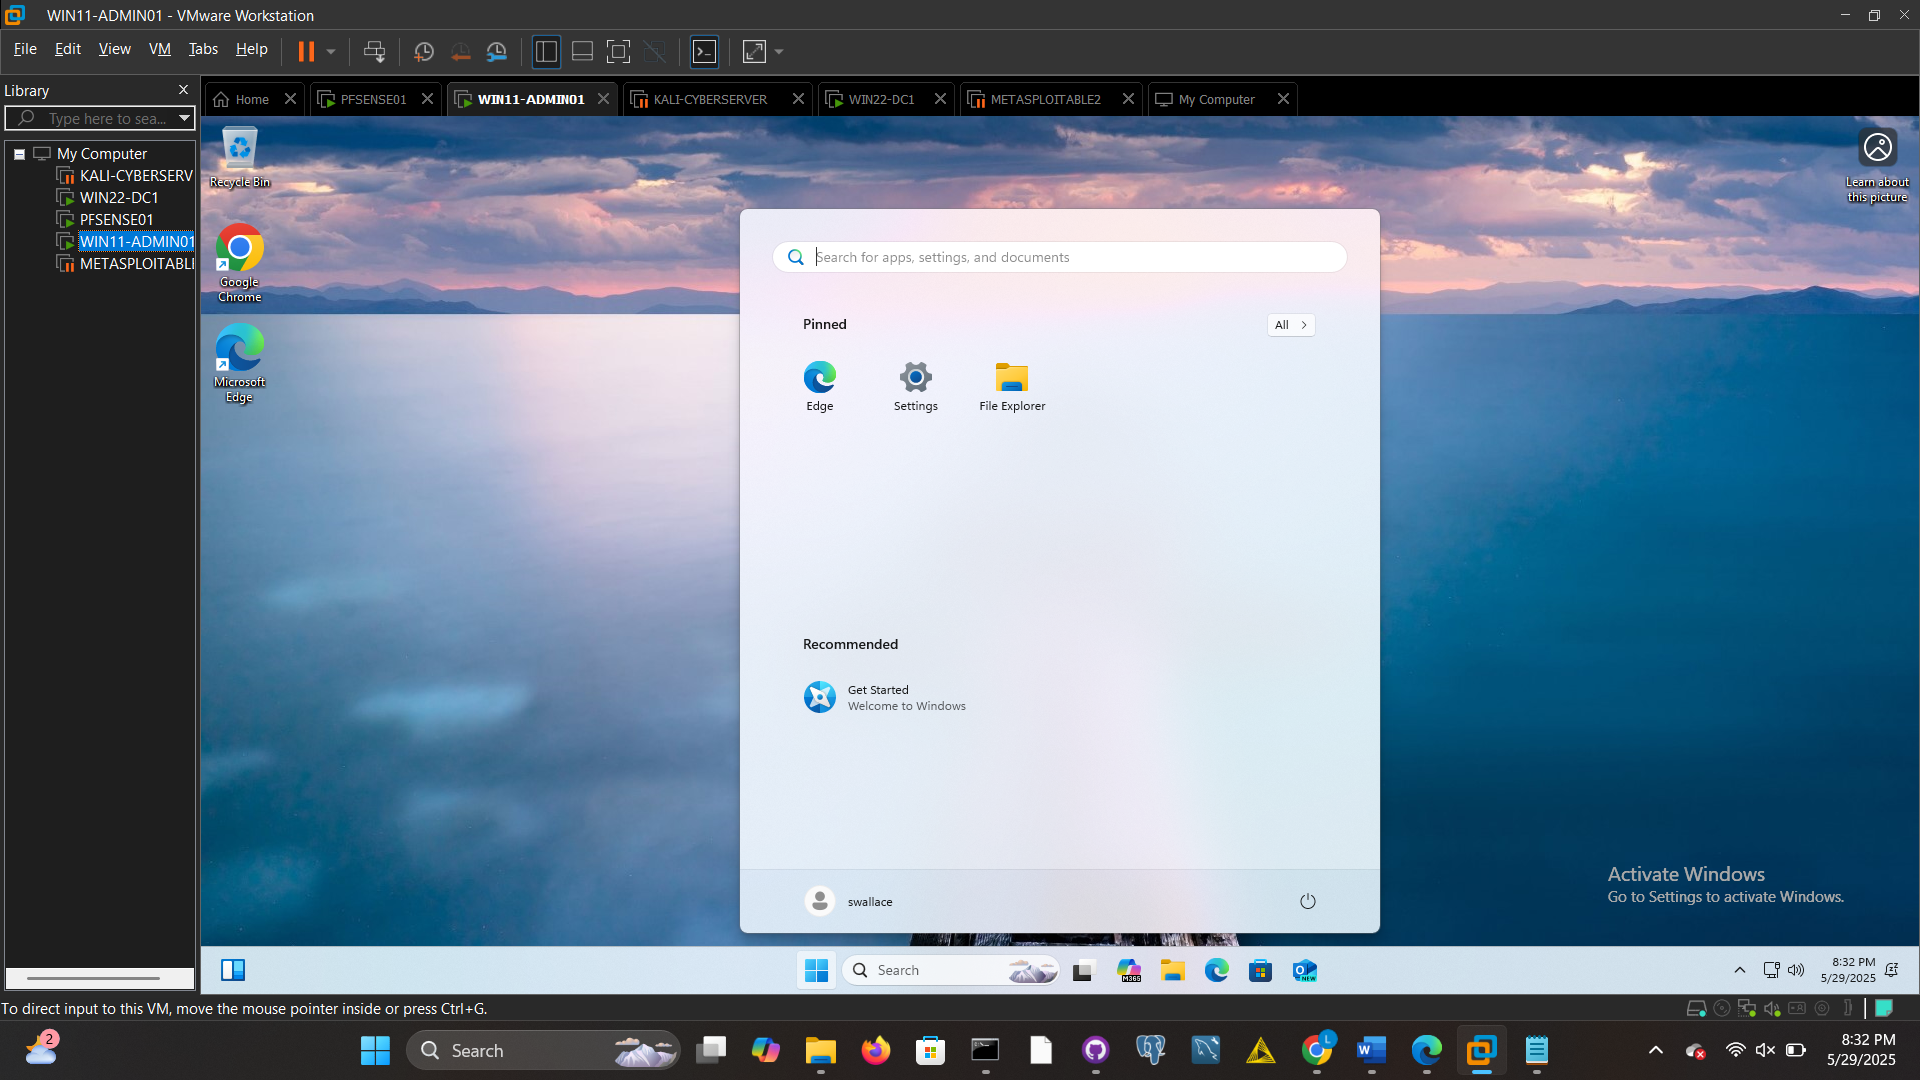 WIN11-ADMIN01 - VMware Workstation
File Edit View VM Tabs Help
Library
Type here to sea...
My Computer
KALI-CYBERSERV
WIN22-DC1
PFSENSE01
WIN11-ADMIN01
METASPLOITABL
Home PFSENSE01 WIN11-ADMIN01 KALI-CYBERSERVER WIN22-DC1 METASPLOITABLE2 My Computer
Recycle Bin
Google
Chrome
Microsoft
Edge
Learn about
this picture
Search for apps, settings, and documents
Pinned
All
Edge Settings File Explorer
Recommended
Get Started
Welcome to Windows
swallace
Activate Windows
Go to Settings to activate Windows.
Search
M365
NEW
8:32 PM
5/29/2025
To direct input to this VM, move the mouse pointer inside or press Ctrl+G.
2
Search
L
8:32 PM
5/29/2025